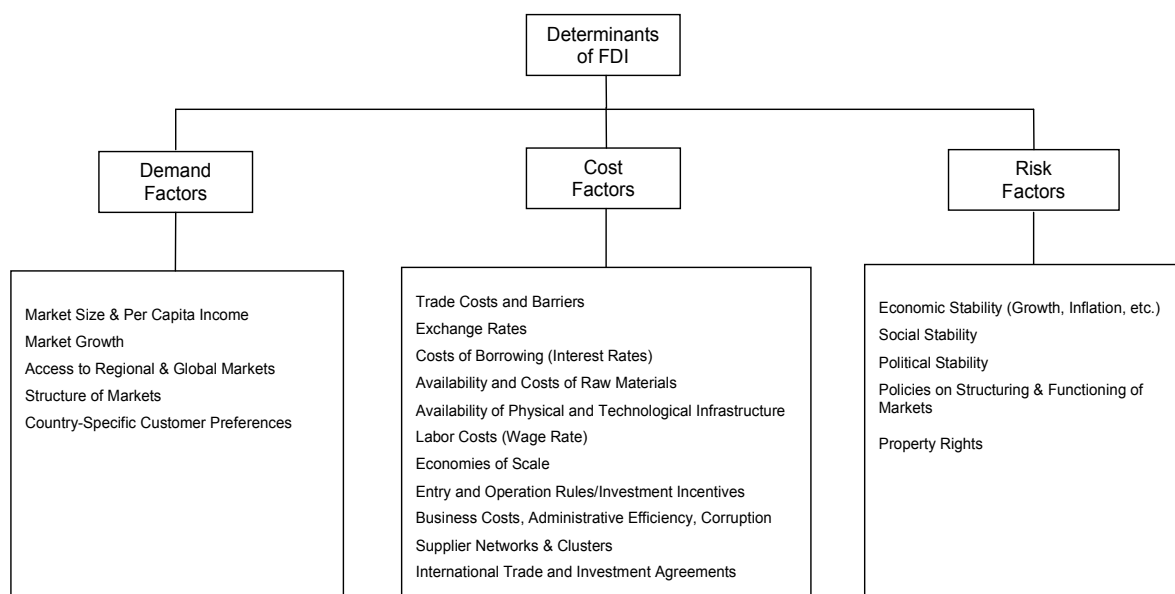 Determinants
of FDI
Demand
Factors
Cost
Factors
Risk
Factors
Market Size & Per Capita Income
Market Growth
Access to Regional & Global Markets
Structure of Markets
Country-Specific Customer Preferences
Trade Costs and Barriers
Exchange Rates
Costs of Borrowing (Interest Rates)
Availability and Costs of Raw Materials
Availability of Physical and Technological Infrastructure
Labor Costs (Wage Rate)
Economies of Scale
Entry and Operation Rules/Investment Incentives
Business Costs, Administrative Efficiency, Corruption
Supplier Networks & Clusters
International Trade and Investment Agreements
Economic Stability (Growth, Inflation, etc.)
Social Stability
Political Stability
Policies on Structuring & Functioning of
Markets
Property Rights